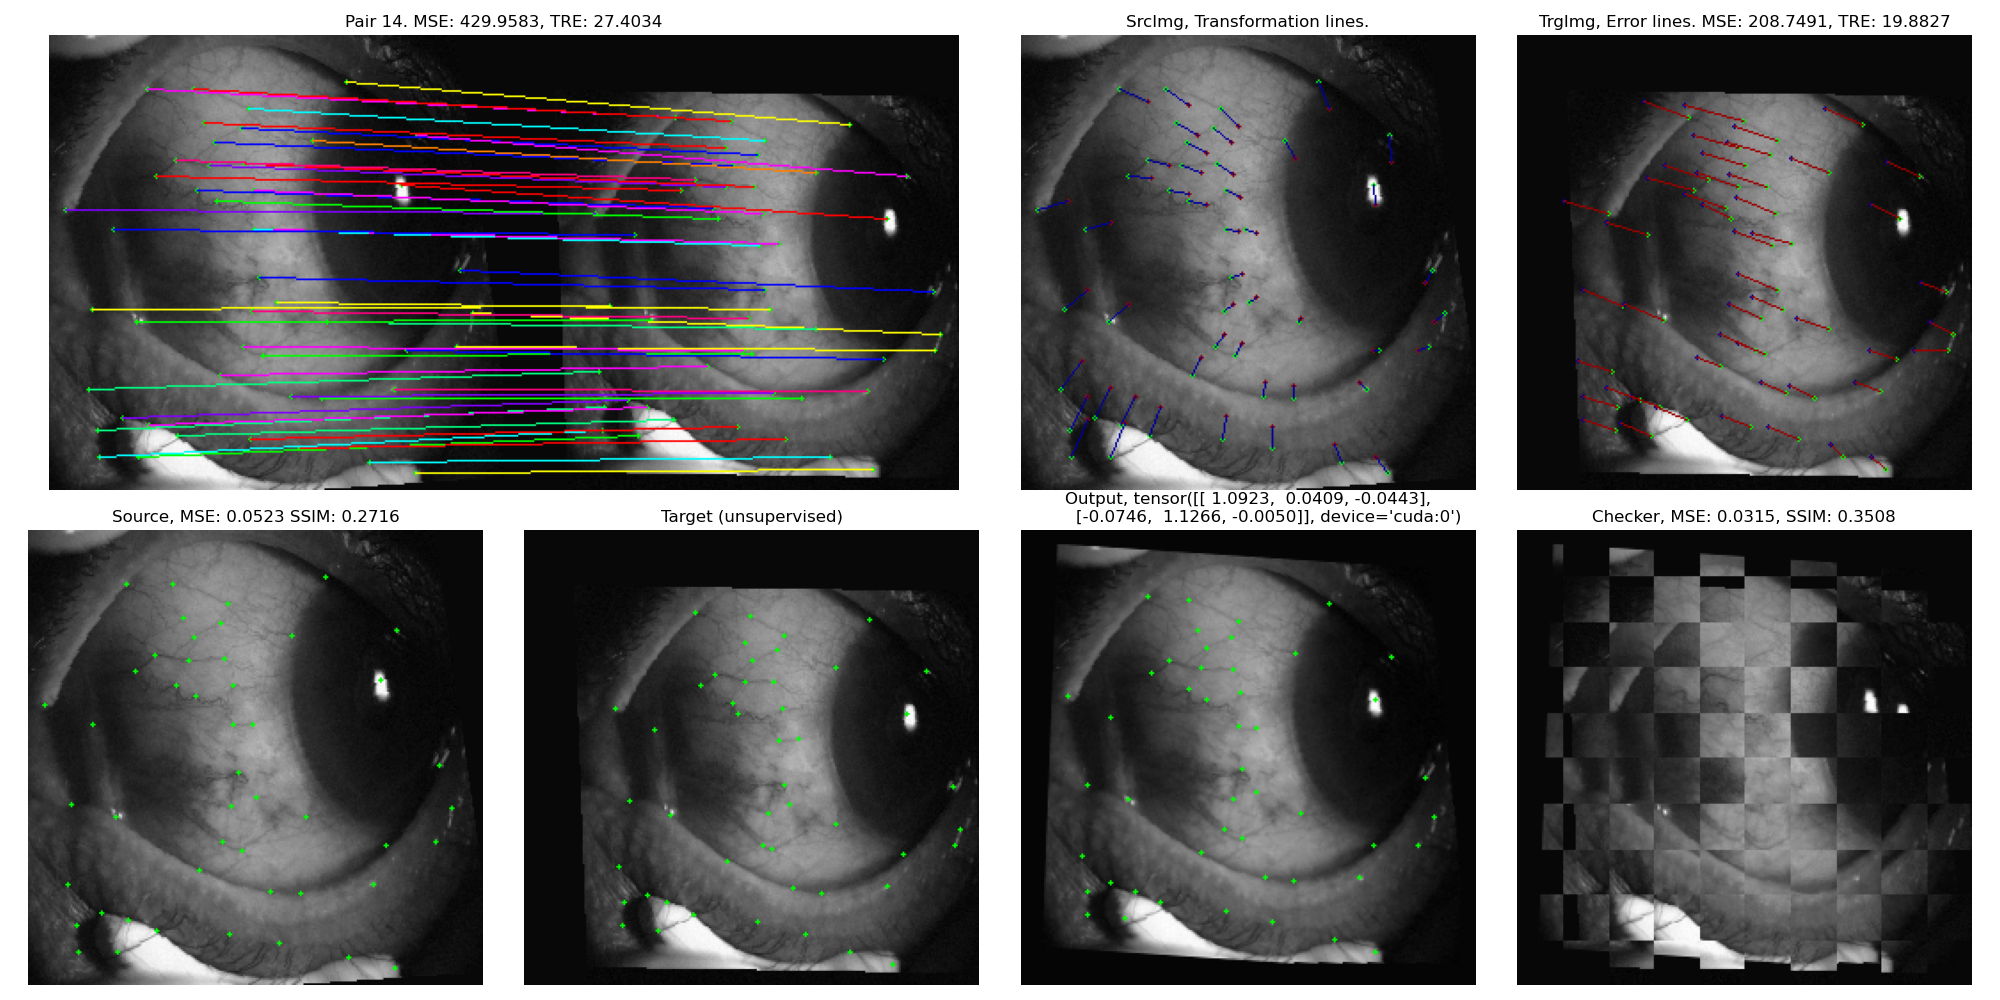 Pair 14. MSE: 429.9583, TRE: 27.4034
SrcImg, Transformation lines.
TrgImg, Error lines. MSE: 208.7491, TRE: 19.8827
Source, MSE: 0.0523 SSIM: 0.2716
Target (unsupervised)
Output, tensor([[ 1.0923,  0.0409, -0.0443],
[-0.0746,  1.1266, -0.0050]], device='cuda:0')
Checker, MSE: 0.0315, SSIM: 0.3508